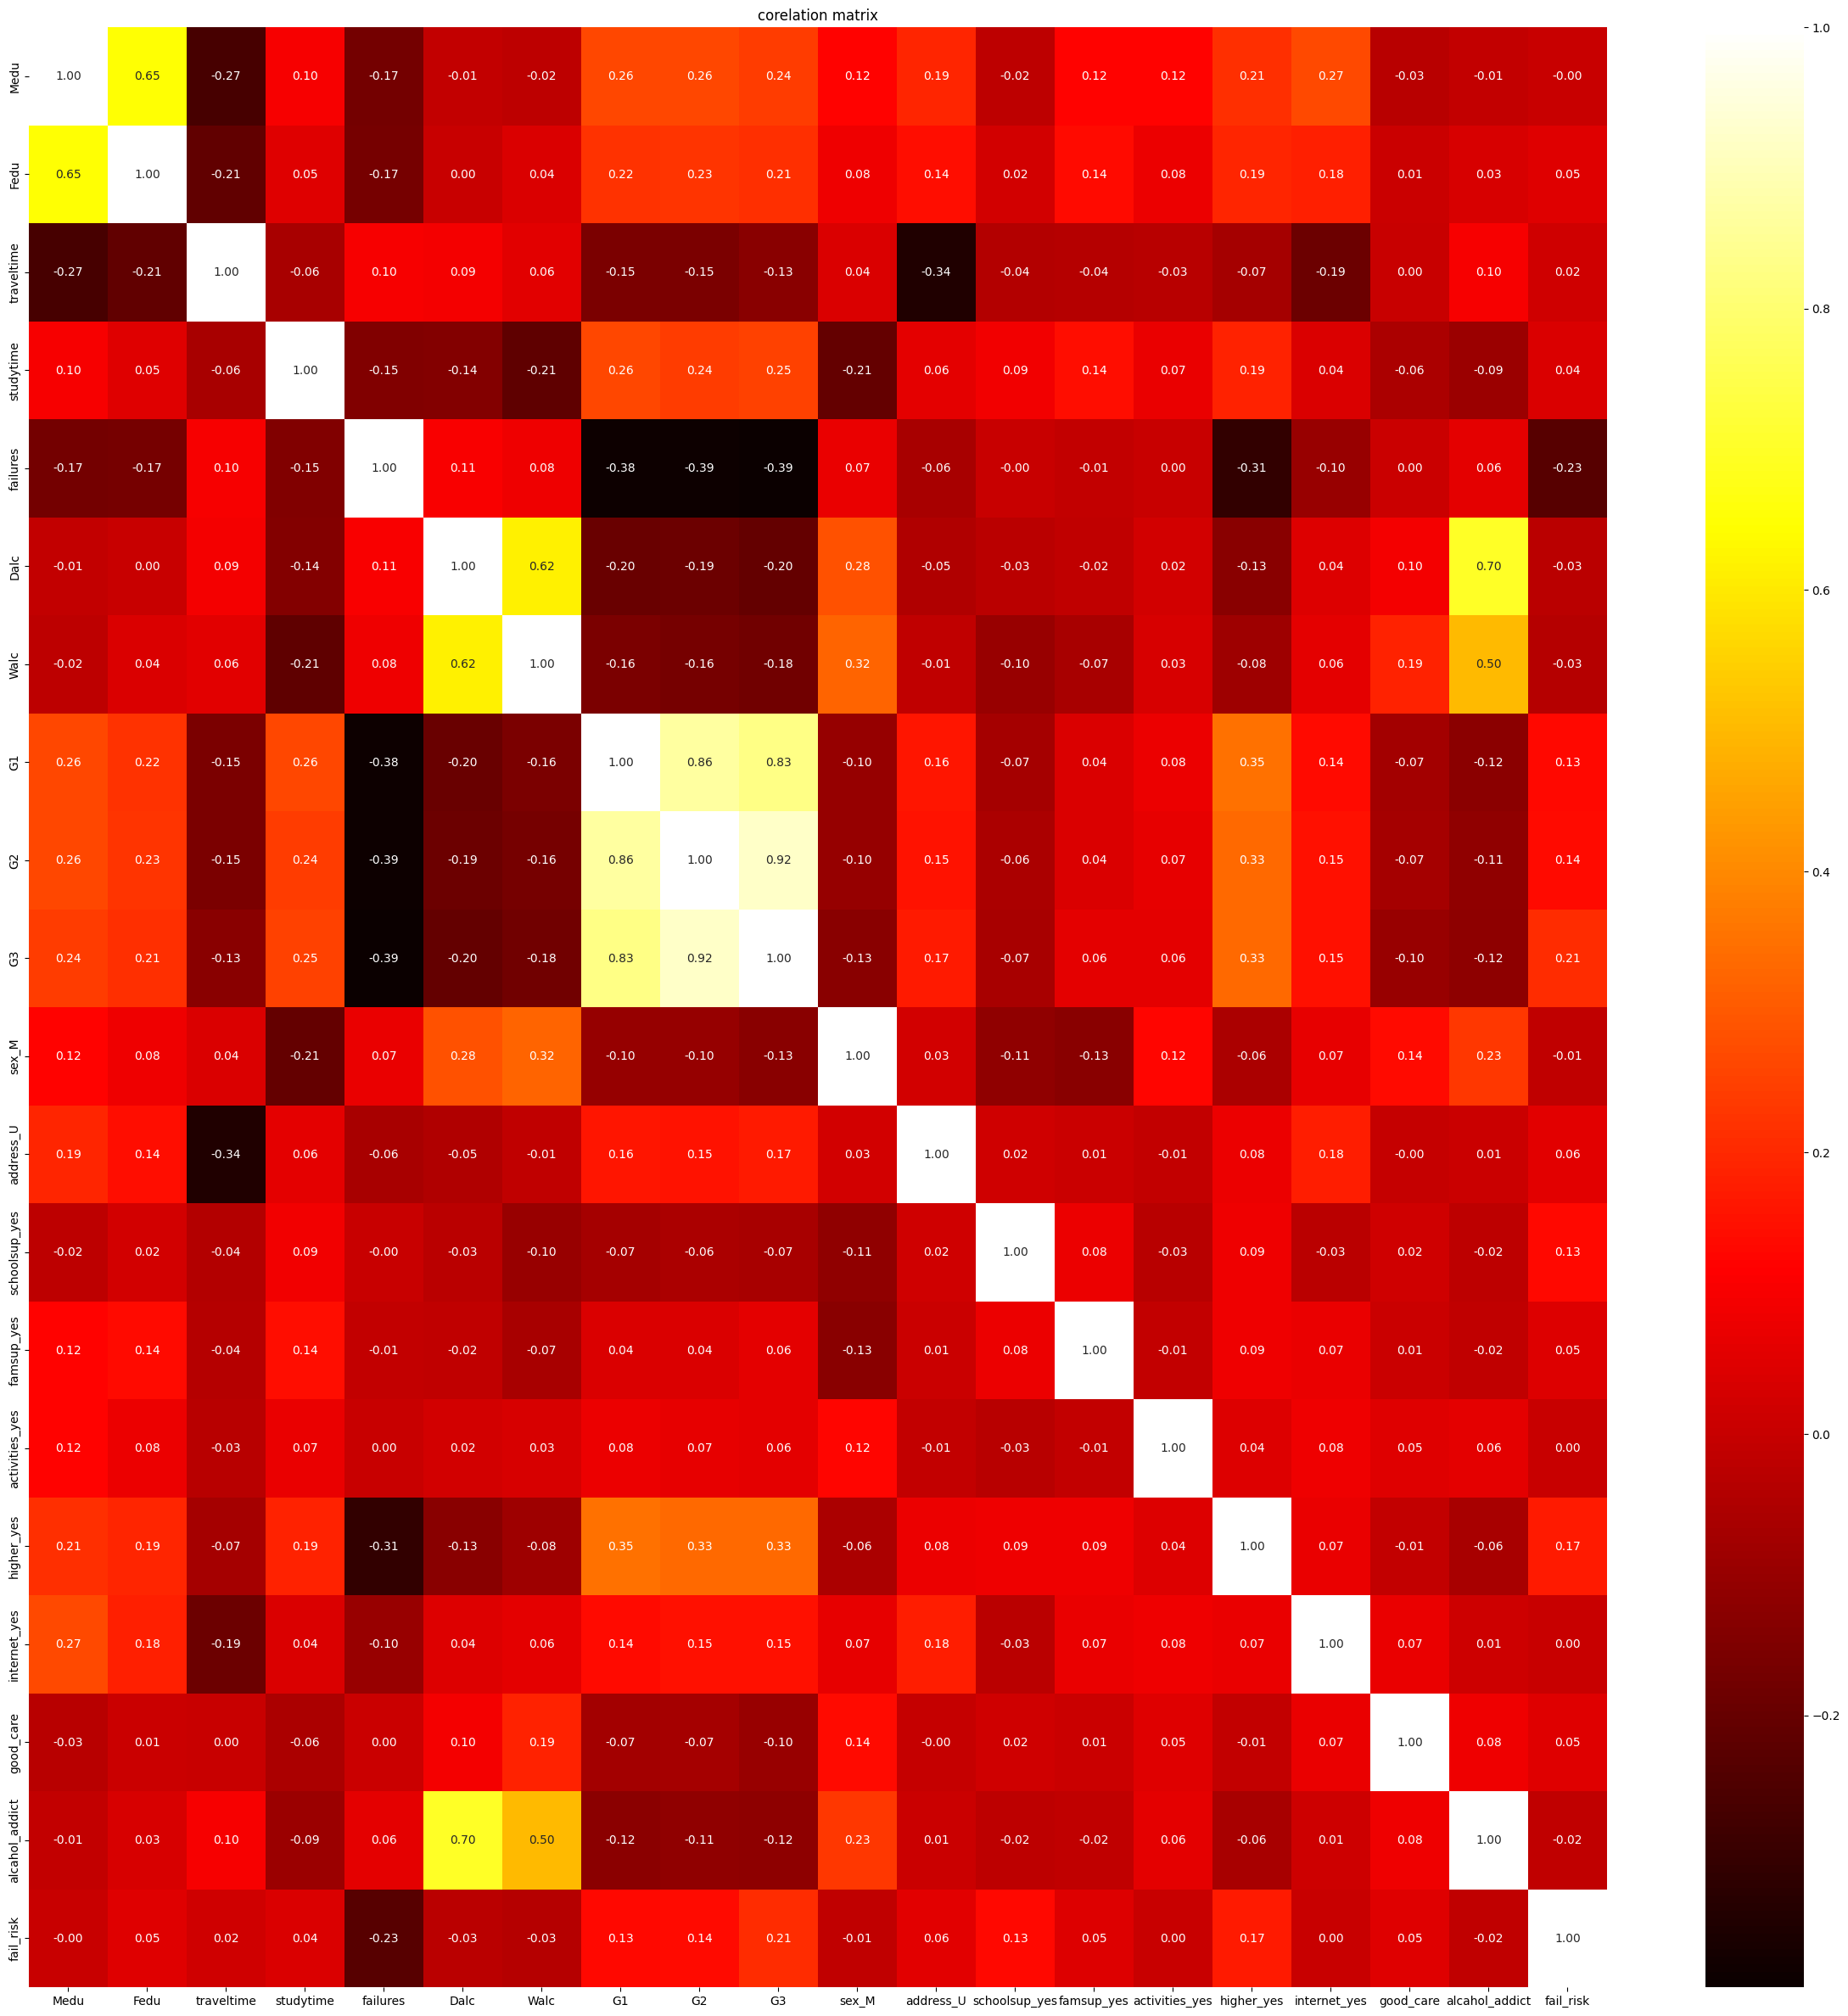 corelation matrix
Medu 1.00 0.65 -0.27 0.10 -0.17 -0.01 -0.02 0.26 0.26 0.24 0.12 0.19 -0.02 0.12 0.12 0.21 0.27 -0.03 -0.01 -0.00
Fedu 0.65 1.00 -0.21 0.05 -0.17 0.00 0.04 0.22 0.23 0.21 0.08 0.14 0.02 0.14 0.08 0.19 0.18 0.01 0.03 0.05
traveltime -0.27 -0.21 1.00 -0.06 0.10 0.09 0.06 -0.15 -0.15 -0.13 0.04 -0.34 -0.04 -0.04 -0.03 -0.07 -0.19 0.00 0.10 0.02
studytime 0.10 0.05 -0.06 1.00 -0.15 -0.14 -0.21 0.26 0.24 0.25 -0.21 0.06 0.09 0.14 0.07 0.19 0.04 -0.06 -0.09 0.04
failures -0.17 -0.17 0.10 -0.15 1.00 0.11 0.08 -0.38 -0.39 -0.39 0.07 -0.06 -0.00 -0.01 0.00 -0.31 -0.10 0.00 0.06 -0.23
Dalc -0.01 0.00 0.09 -0.14 0.11 1.00 0.62 -0.20 -0.19 -0.20 0.28 -0.05 -0.03 -0.02 0.02 -0.13 0.04 0.10 0.70 -0.03
Walc -0.02 0.04 0.06 -0.21 0.08 0.62 1.00 -0.16 -0.16 -0.18 0.32 -0.01 -0.10 -0.07 0.03 -0.08 0.06 0.19 0.50 -0.03
G1 0.26 0.22 -0.15 0.26 -0.38 -0.20 -0.16 1.00 0.86 0.83 -0.10 0.16 -0.07 0.04 0.08 0.35 0.14 -0.07 -0.12 0.13
G2 0.26 0.23 -0.15 0.24 -0.39 -0.19 -0.16 0.86 1.00 0.92 -0.10 0.15 -0.06 0.04 0.07 0.33 0.15 -0.07 -0.11 0.14
G3 0.24 0.21 -0.13 0.25 -0.39 -0.20 -0.18 0.83 0.92 1.00 -0.13 0.17 -0.07 0.06 0.06 0.33 0.15 -0.10 -0.12 0.21
sex_M 0.12 0.08 0.04 -0.21 0.07 0.28 0.32 -0.10 -0.10 -0.13 1.00 0.03 -0.11 -0.13 0.12 -0.06 0.07 0.14 0.23 -0.01
address_U 0.19 0.14 -0.34 0.06 -0.06 -0.05 -0.01 0.16 0.15 0.17 0.03 1.00 0.02 0.01 -0.01 0.08 0.18 -0.00 0.01 0.06
schoolsup_yes -0.02 0.02 -0.04 0.09 -0.00 -0.03 -0.10 -0.07 -0.06 -0.07 -0.11 0.02 1.00 0.08 -0.03 0.09 -0.03 0.02 -0.02 0.13
famsup_yes 0.12 0.14 -0.04 0.14 -0.01 -0.02 -0.07 0.04 0.04 0.06 -0.13 0.01 0.08 1.00 -0.01 0.09 0.07 0.01 -0.02 0.05
activities_yes 0.12 0.08 -0.03 0.07 0.00 0.02 0.03 0.08 0.07 0.06 0.12 -0.01 -0.03 -0.01 1.00 0.04 0.08 0.05 0.06 0.00
higher_yes 0.21 0.19 -0.07 0.19 -0.31 -0.13 -0.08 0.35 0.33 0.33 -0.06 0.08 0.09 0.09 0.04 1.00 0.07 -0.01 -0.06 0.17
internet_yes 0.27 0.18 -0.19 0.04 -0.10 0.04 0.06 0.14 0.15 0.15 0.07 0.18 -0.03 0.07 0.08 0.07 1.00 0.07 0.01 0.00
good_care -0.03 0.01 0.00 -0.06 0.00 0.10 0.19 -0.07 -0.07 -0.10 0.14 -0.00 0.02 0.01 0.05 -0.01 0.07 1.00 0.08 0.05
alcahol_addict -0.01 0.03 0.10 -0.09 0.06 0.70 0.50 -0.12 -0.11 -0.12 0.23 0.01 -0.02 -0.02 0.06 -0.06 0.01 0.08 1.00 -0.02
fail_risk -0.00 0.05 0.02 0.04 -0.23 -0.03 -0.03 0.13 0.14 0.21 -0.01 0.06 0.13 0.05 0.00 0.17 0.00 0.05 -0.02 1.00
Medu Fedu traveltime studytime failures Dalc Walc G1 G2 G3 sex_M address_U schoolsup_yes famsup_yes activities_yes higher_yes internet_yes good_care alcahol_addict fail_risk
1.0
0.8
0.6
0.4
0.2
0.0
−0.2